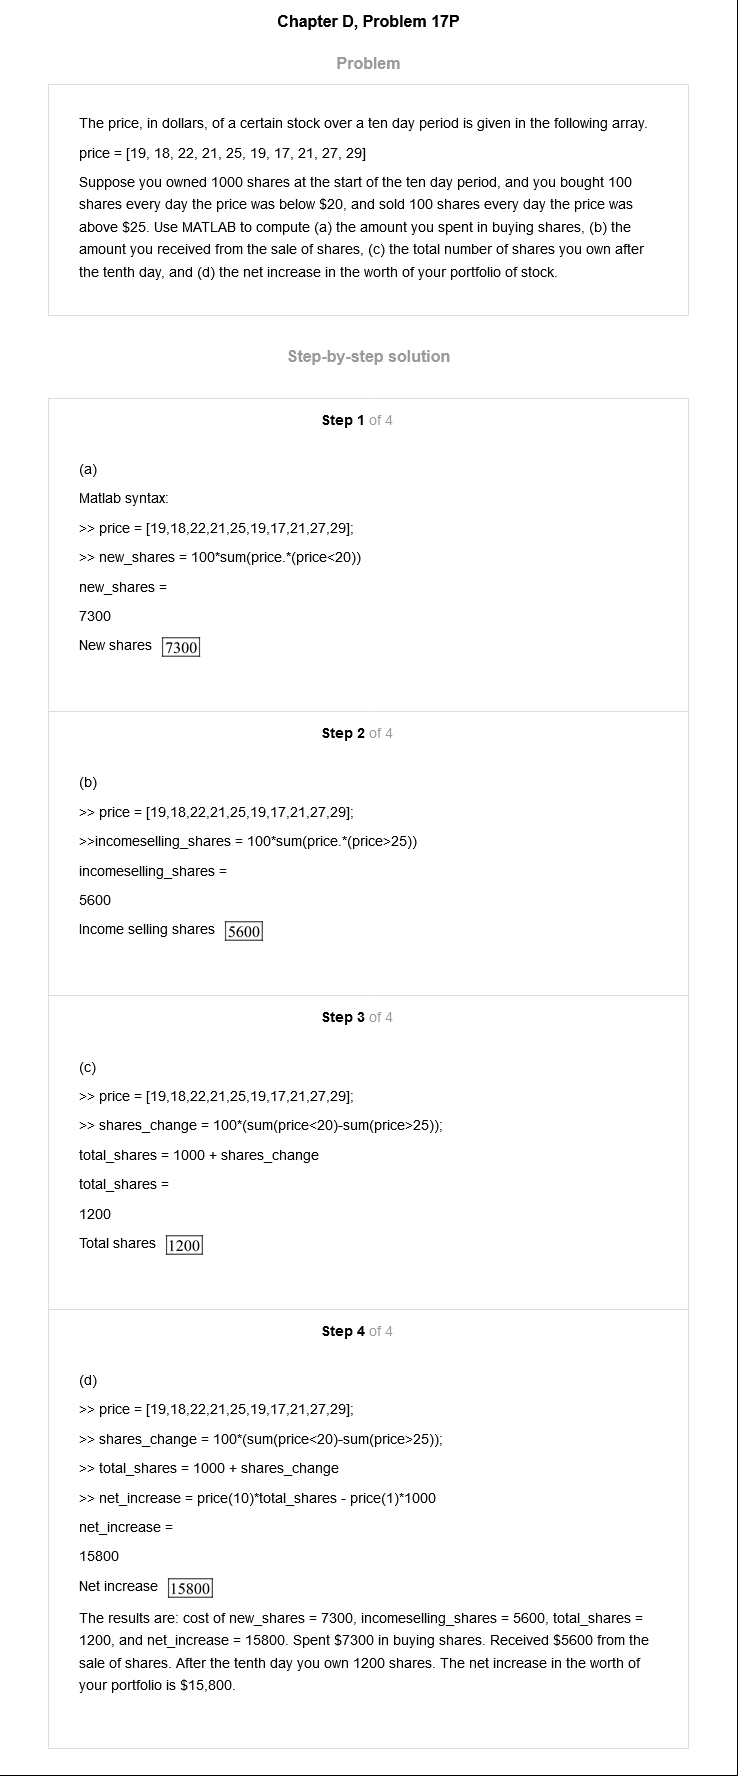 Chapter D, Problem 17P
Problem
The price, in dollars, of a certain stock over a ten day period is given in the following array.
price = [19, 18, 22, 21, 25, 19, 17, 21, 27, 29]
Suppose you owned 1000 shares at the start of the ten day period, and you bought 100
shares every day the price was below $20, and sold 100 shares every day the price was
above $25. Use MATLAB to compute (a) the amount you spent in buying shares, (b) the
amount you received from the sale of shares, (c) the total number of shares you own after
the tenth day, and (d) the net increase in the worth of your portfolio of stock.
Step-by-step solution
Step 1 of 4
(a)
Matlab syntax:
>> price = [19,18,22,21,25,19,17,21,27,29];
>> new_shares = 100*sum(price.*(price<20))
new_shares =
7300
New shares 7300
Step 2 of 4
(b)
>> price = [19,18,22,21,25,19,17,21,27,29];
>>incomeselling_shares = 100*sum(price.*(price>25))
incomeselling_shares =
5600
Income selling shares 5600
Step 3 of 4
(c)
>> price = [19,18,22,21,25,19,17,21,27,29];
>> shares_change = 100*(sum(price<20)-sum(price>25));
total_shares = 1000 + shares_change
total_shares =
1200
Total shares 1200
Step 4 of 4
(d)
>> price = [19,18,22,21,25,19,17,21,27,29];
>> shares_change = 100*(sum(price<20)-sum(price>25));
>> total_shares = 1000 + shares_change
>> net_increase = price(10)*total_shares - price(1)*1000
net_increase =
15800
Net increase 15800
The results are: cost of new_shares = 7300, incomeselling_shares = 5600, total_shares =
1200, and net_increase = 15800. Spent $7300 in buying shares. Received $5600 from the
sale of shares. After the tenth day you own 1200 shares. The net increase in the worth of
your portfolio is $15,800.